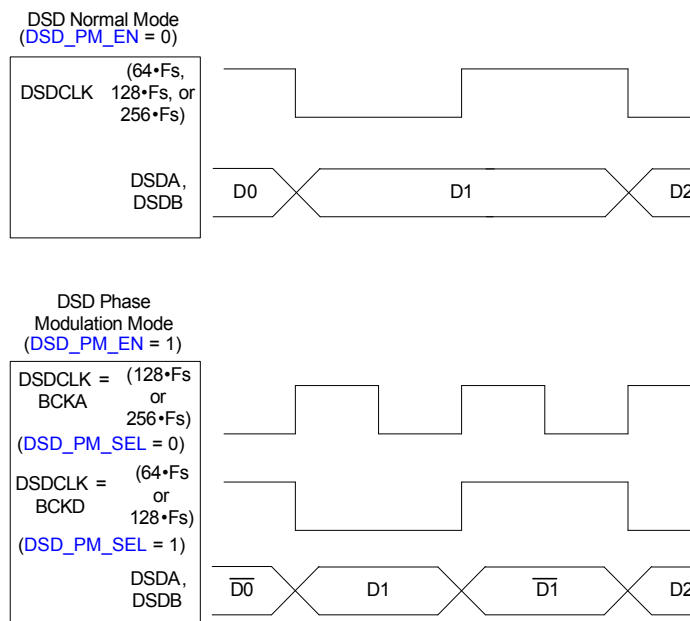 DSD Normal Mode
(DSD_PM_EN = 0)
DSDCLK
(64•Fs,
128•Fs, or
256•Fs)
DSDA,
DSDB
D0
D1
D2
DSD Phase
Modulation Mode
(DSD_PM_EN = 1)
DSDCLK =
BCKA
(128•Fs
or
256•Fs)
(DSD_PM_SEL = 0)
DSDCLK =
BCKD
(64•Fs
or
128•Fs)
(DSD_PM_SEL = 1)
DSDA,
DSDB
D̅0̅
D1
D̅1̅
D2